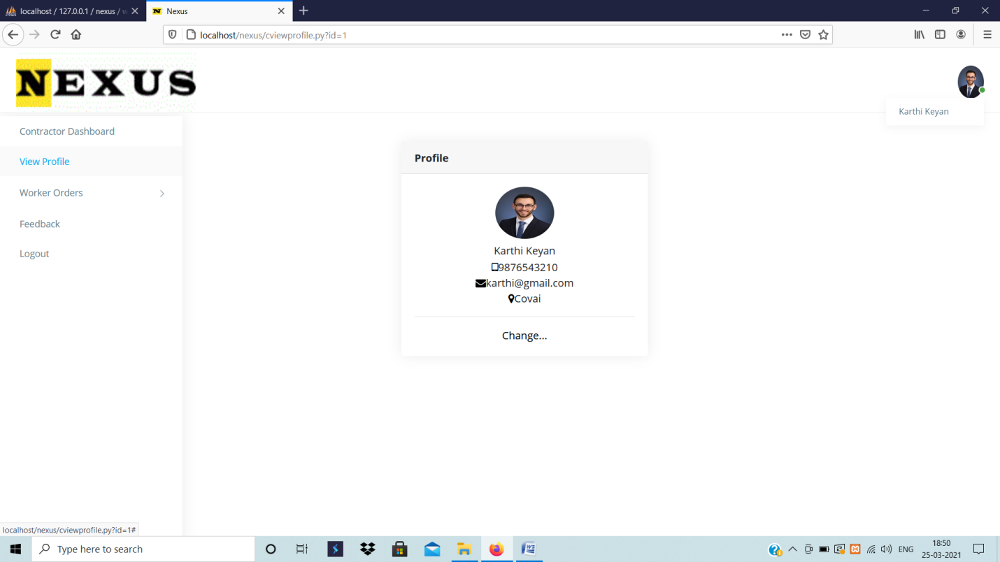 localhost / 127.0.0.1 / nexus / w
Nexus
localhost/nexus/cviewprofile.py?id=1
NEXUS
Karthi Keyan
Contractor Dashboard
View Profile
Worker Orders
Feedback
Logout
Profile
Karthi Keyan
9876543210
karthi@gmail.com
Covai
Change...
localhost/nexus/cviewprofile.py?id=1#
Type here to search
ENG
18:50
25-03-2021